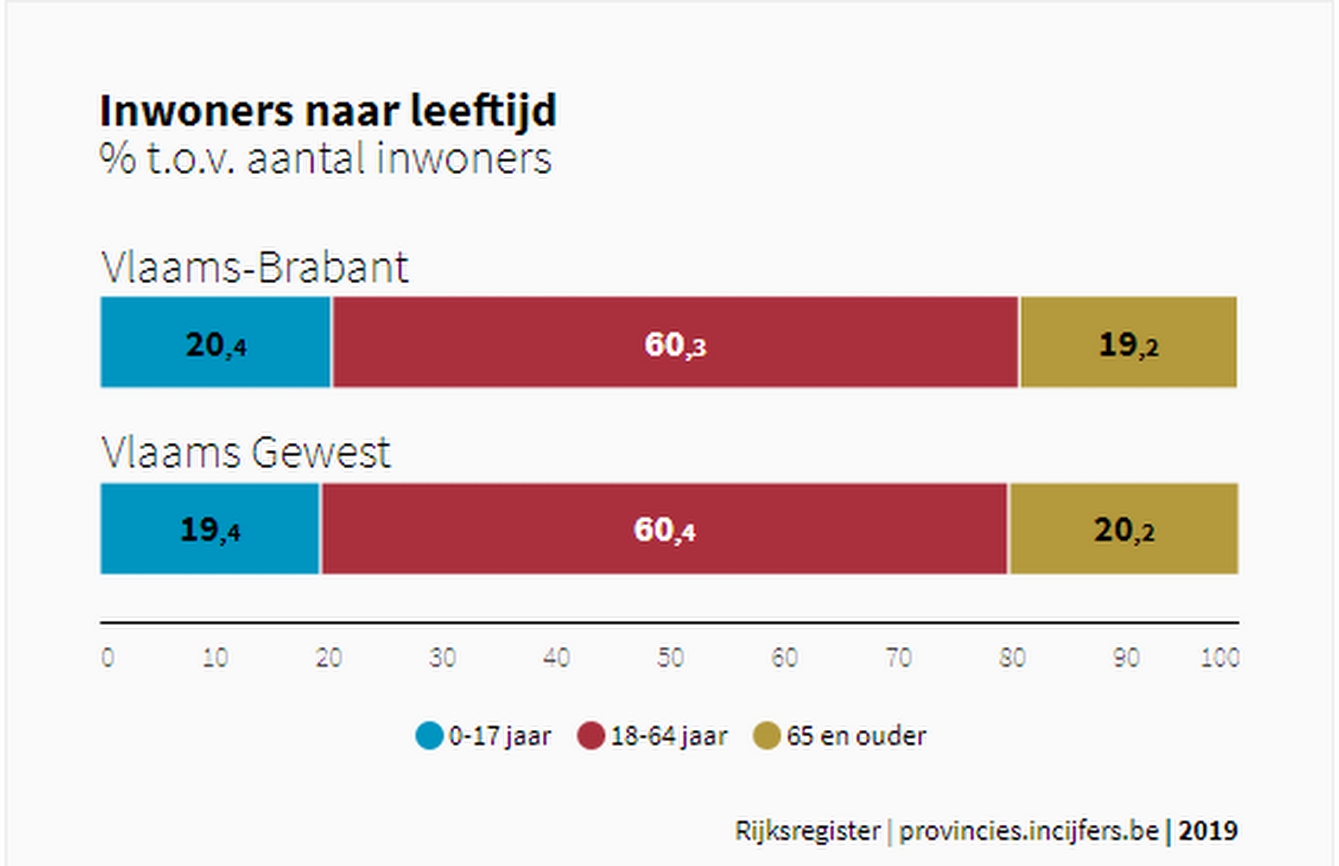 Inwoners naar leeftijd
% t.o.v. aantal inwoners
Vlaams-Brabant
20,4 60,3 19,2
Vlaams Gewest
19,4 60,4 20,2
0 10 20 30 40 50 60 70 80 90 100
0-17 jaar 18-64 jaar 65 en ouder
Rijksregister | provincies.incijfers.be | 2019